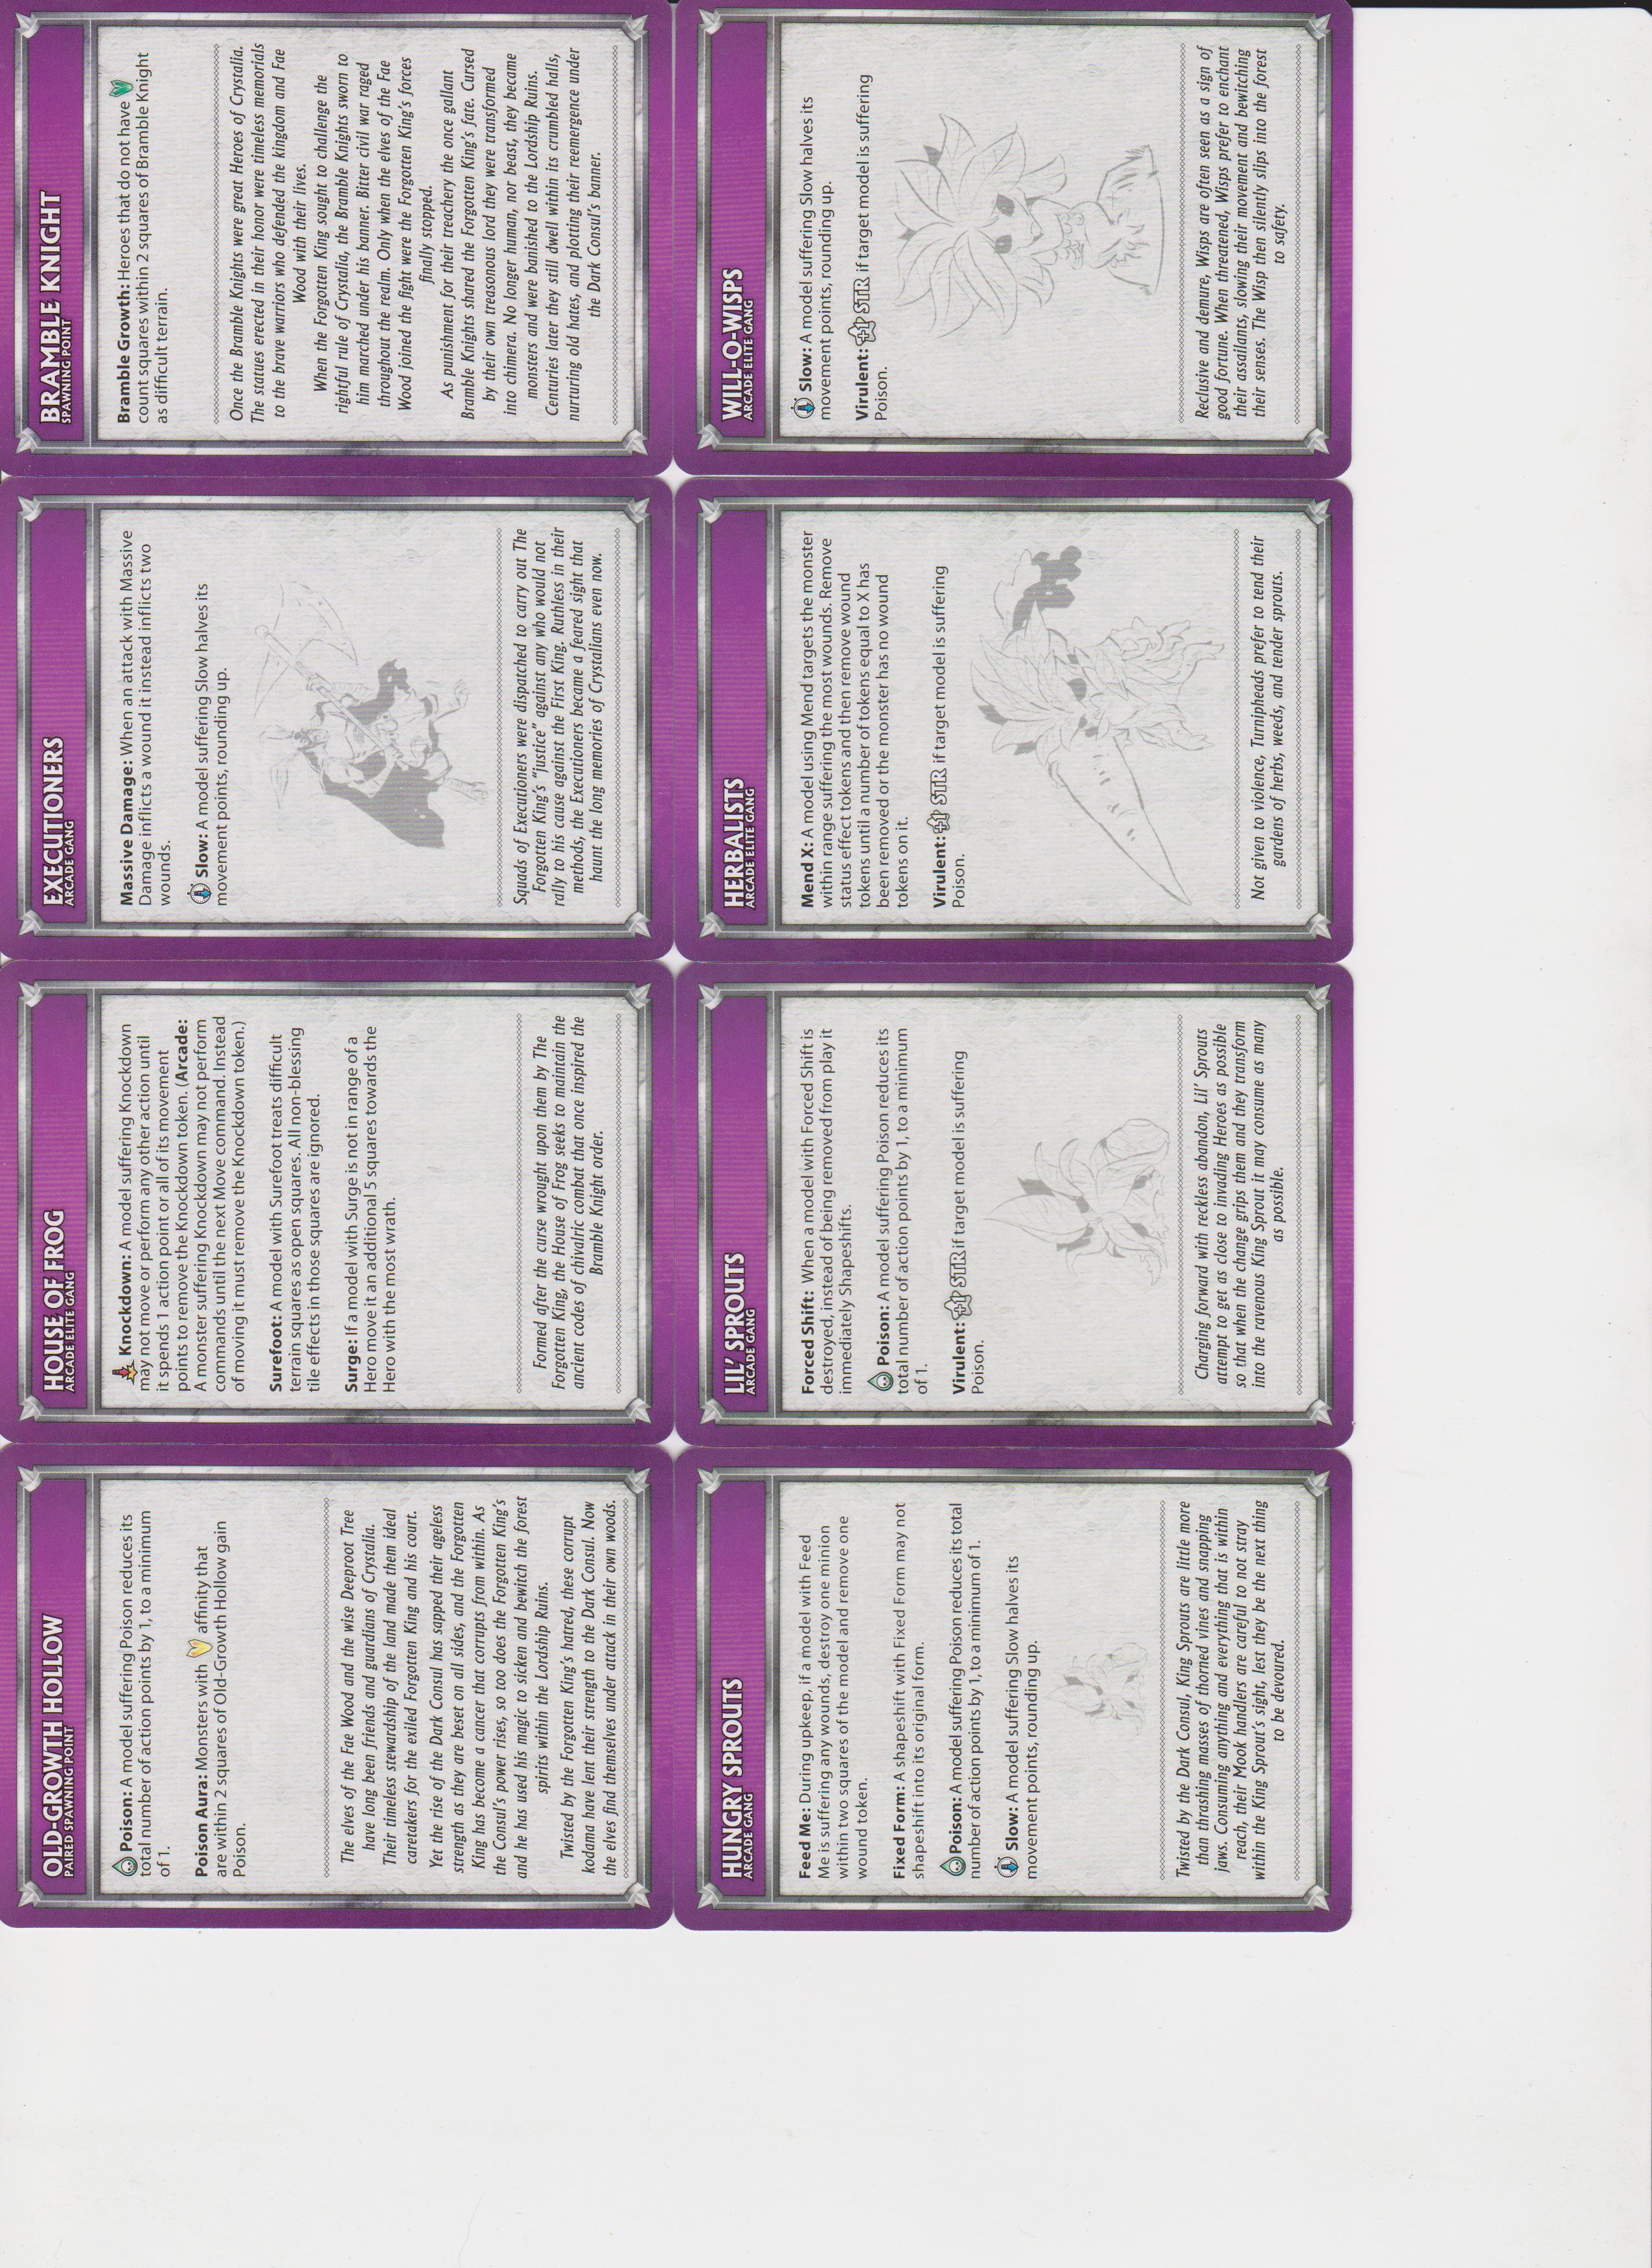 OLD-GROWTH HOLLOW
PAIRED SPAWNING POINT
Poison: A model suffering Poison reduces its
total number of action points by 1, to a minimum
of 1.
Poison Aura: Monsters with affinity that
are within 2 squares of Old-Growth Hollow gain
Poison.
The elves of the Fae Wood and the wise Deeproot Tree
have long been friends and guardians of Crystalia.
Their timeless stewardship of the land made them ideal
caretakers for the exiled Forgotten King and his court.
Yet the rise of the Dark Consul has sapped their ageless
strength as they are beset on all sides, and the Forgotten
King has become a cancer that corrupts from within. As
the Consul's power rises, so too does the Forgotten King's
and he has used his magic to sicken and bewitch the forest
spirits within the Lordship Ruins.
Twisted by the Forgotten King's hatred, these corrupt
kodama have lent their strength to the Dark Consul. Now
the elves find themselves under attack in their own woods.
HOUSE OF FROG
ARCADE ELITE GANG
Knockdown: A model suffering Knockdown
may not move or perform any other action until
it spends 1 action point or all of its movement
points to remove the Knockdown token. (Arcade:
A monster suffering Knockdown may not perform
commands until the next Move command. Instead
of moving it must remove the Knockdown token.)
Surefoot: A model with Surefoot treats difficult
terrain squares as open squares. All non-blessing
tile effects in those squares are ignored.
Surge: If a model with Surge is not in range of a
Hero move it an additional 5 squares towards the
Hero with the most wrath.
Formed after the curse wrought upon them by The
Forgotten King, the House of Frog seeks to maintain the
ancient codes of chivalric combat that once inspired the
Bramble Knight order.
EXECUTIONERS
ARCADE GANG
Massive Damage: When an attack with Massive
Damage inflicts a wound it instead inflicts two
wounds.
Slow: A model suffering Slow halves its
movement points, rounding up.
Squads of Executioners were dispatched to carry out The
Forgotten King's "justice" against any who would not
rally to his cause against the First King. Ruthless in their
methods, the Executioners became a feared sight that
haunt the long memories of Crystalians even now.
BRAMBLE KNIGHT
SPAWNING POINT
Bramble Growth: Heroes that do not have
count squares within 2 squares of Bramble Knight
as difficult terrain.
Once the Bramble Knights were great Heroes of Crystalia.
The statues erected in their honor were timeless memorials
to the brave warriors who defended the kingdom and Fae
Wood with their lives.
When the Forgotten King sought to challenge the
rightful rule of Crystalia, the Bramble Knights sworn to
him marched under his banner. Bitter civil war raged
throughout the realm. Only when the elves of the Fae
Wood joined the fight were the Forgotten King's forces
finally stopped.
As punishment for their treachery the once gallant
Bramble Knights shared the Forgotten King's fate. Cursed
by their own treasonous lord they were transformed
into chimera. No longer human, nor beast, they became
monsters and were banished to the Lordship Ruins.
Centuries later they still dwell within its crumbled halls,
nurturing old hates, and plotting their reemergence under
the Dark Consul's banner.
HUNGRY SPROUTS
ARCADE GANG
Feed Me: During upkeep, if a model with Feed
Me is suffering any wounds, destroy one minion
within two squares of the model and remove one
wound token.
Fixed Form: A shapeshift with Fixed Form may not
shapeshift into its original form.
Poison: A model suffering Poison reduces its total
number of action points by 1, to a minimum of 1.
Slow: A model suffering Slow halves its
movement points, rounding up.
Twisted by the Dark Consul, King Sprouts are little more
than thrashing masses of thorned vines and snapping
jaws. Consuming anything and everything that is within
reach, their Mook handlers are careful to not stray
within the King Sprout's sight, lest they be the next thing
to be devoured.
LIL' SPROUTS
ARCADE GANG
Forced Shift: When a model with Forced Shift is
destroyed, instead of being removed from play it
immediately Shapeshifts.
Poison: A model suffering Poison reduces its
total number of action points by 1, to a minimum
of 1.
Virulent: +1 STR if target model is suffering
Poison.
Charging forward with reckless abandon, Lil' Sprouts
attempt to get as close to invading Heroes as possible
so that when the change grips them and they transform
into the ravenous King Sprout it may consume as many
as possible.
HERBALISTS
ARCADE ELITE GANG
Mend X: A model using Mend targets the monster
within range suffering the most wounds. Remove
status effect tokens and then remove wound
tokens until a number of tokens equal to X has
been removed or the monster has no wound
tokens on it.
Virulent: +1 STR if target model is suffering
Poison.
Not given to violence, Turnipheads prefer to tend their
gardens of herbs, weeds, and tender sprouts.
WILL-O-WISPS
ARCADE ELITE GANG
Slow: A model suffering Slow halves its
movement points, rounding up.
Virulent: +1 STR if target model is suffering
Poison.
Reclusive and demure, Wisps are often seen as a sign of
good fortune. When threatened, Wisps prefer to enchant
their assailants, slowing their movement and bewitching
their senses. The Wisp then silently slips into the forest
to safety.